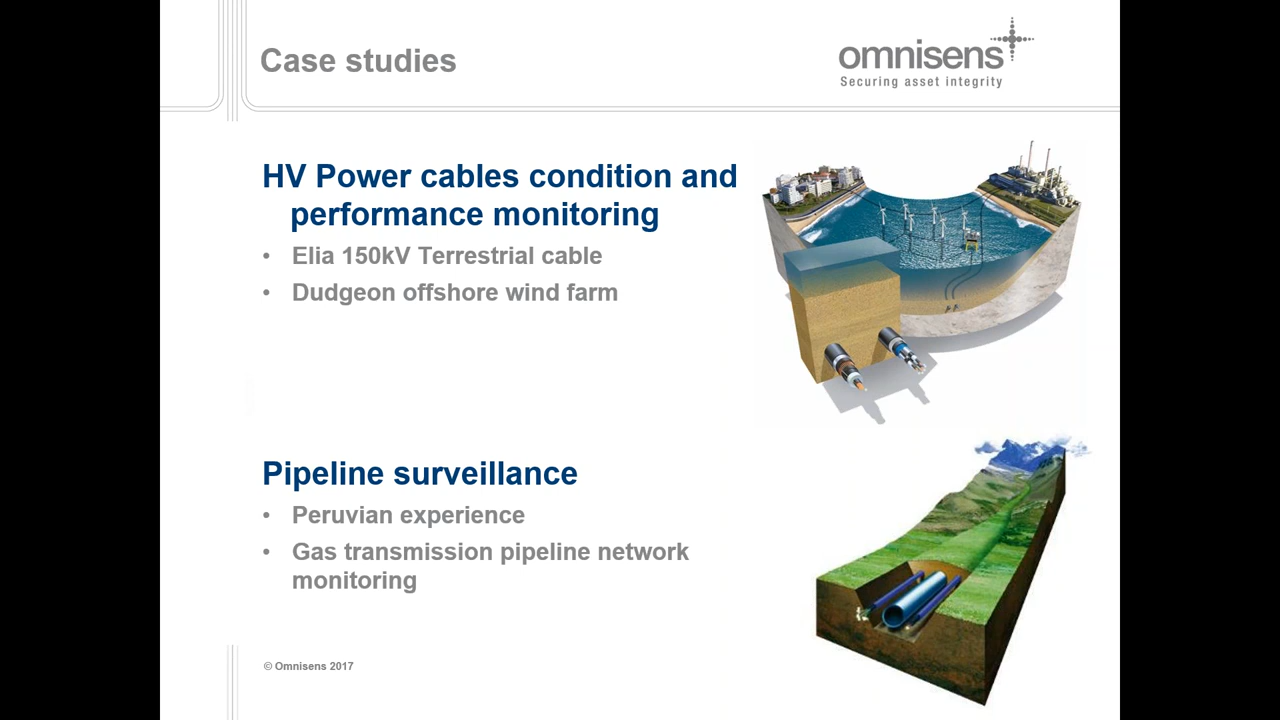 Case studies
omnisens
Securing asset integrity
HV Power cables condition and
performance monitoring
• Elia 150kV Terrestrial cable
• Dudgeon offshore wind farm
Pipeline surveillance
• Peruvian experience
• Gas transmission pipeline network
monitoring
© Omnisens 2017